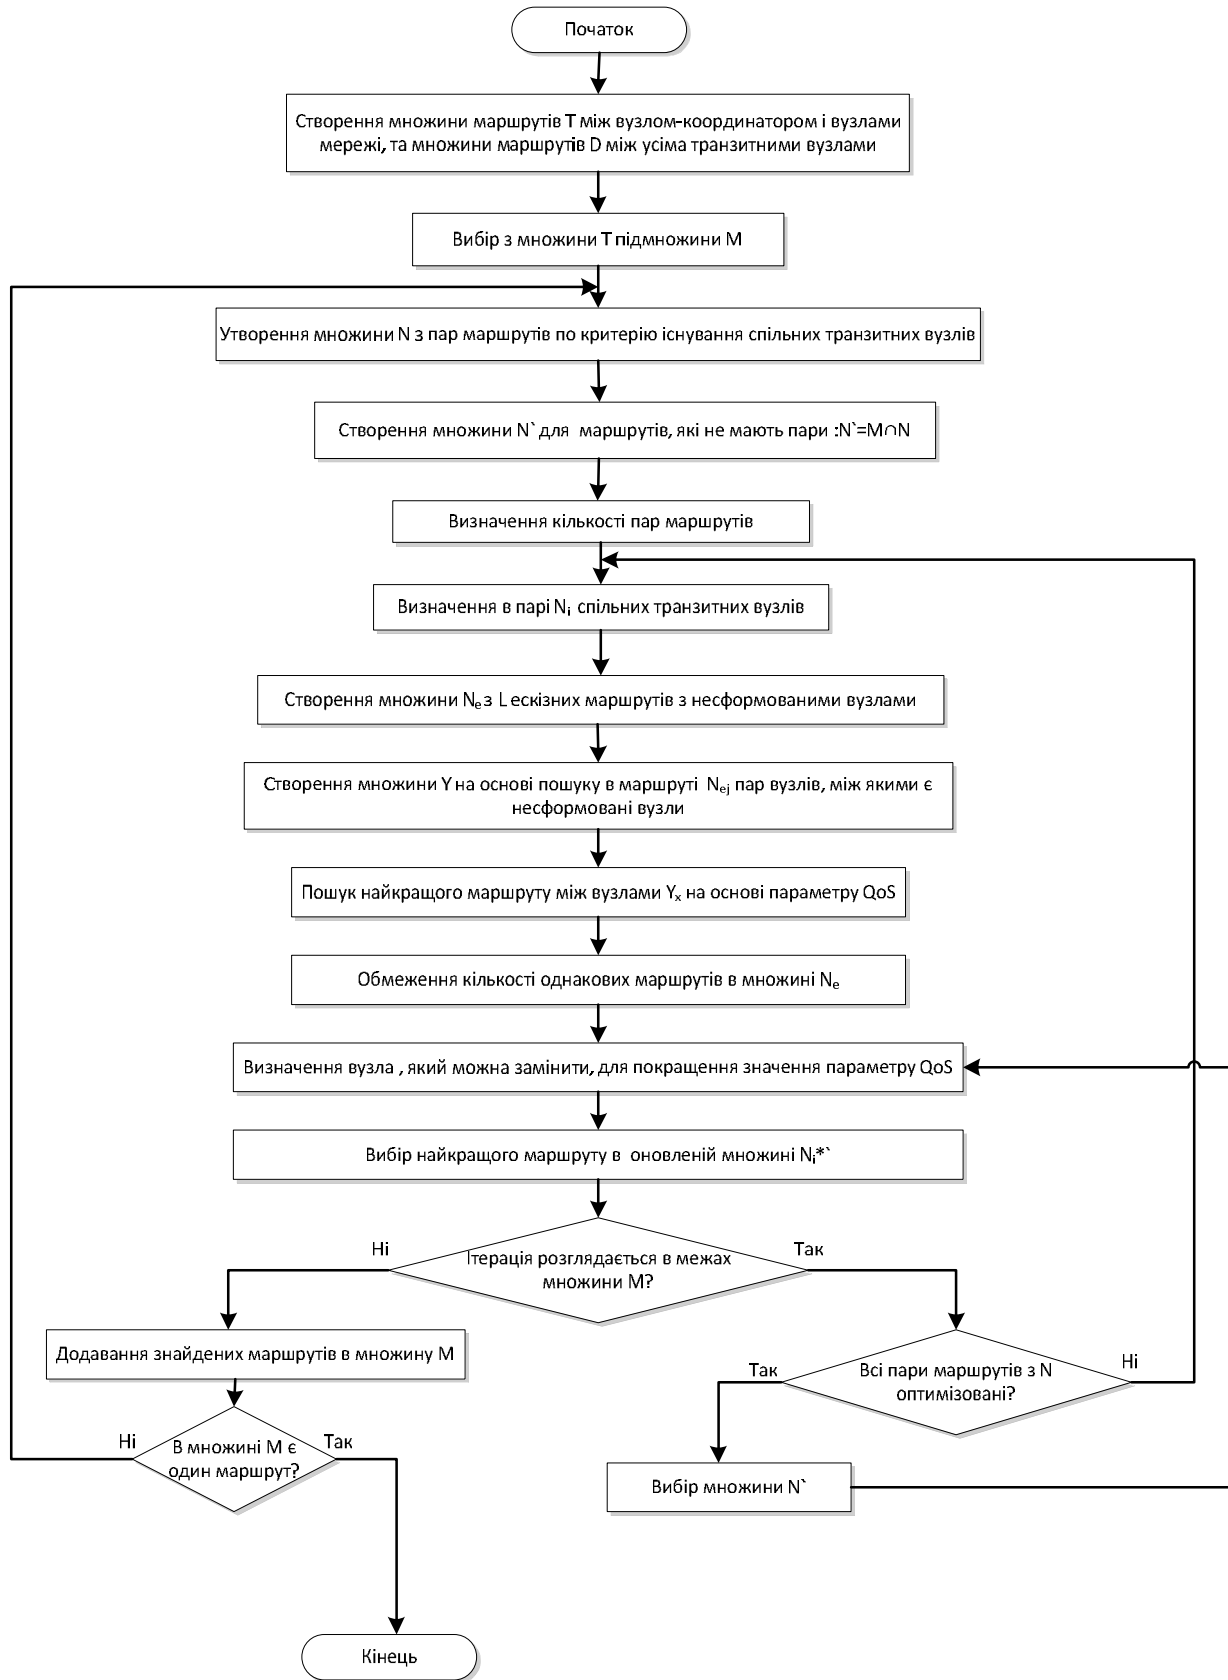 Початок
Створення множини маршрутів Т між вузлом-координатором і вузлами
мережі, та множини маршрутів D між усіма транзитними вузлами
Вибір з множини Т підмножини М
Утворення множини N з пар маршрутів по критерію існування спільних транзитних вузлів
Створення множини N` для маршрутів, які не мають пари :N`=M∩N
Визначення кількості пар маршрутів
Визначення в парі Nᵢ спільних транзитних вузлів
Створення множини Nₑ з L ескізних маршрутів з несформованими вузлами
Створення множини Y на основі пошуку в маршруті Nₑⱼ пар вузлів, між якими є
несформовані вузли
Пошук найкращого маршруту між вузлами Yₓ на основі параметру QoS
Обмеження кількості однакових маршрутів в множині Nₑ
Визначення вузла , який можна замінити, для покращення значення параметру QoS
Вибір найкращого маршруту в оновленій множині Nᵢ*`
Ні
Ітерація розглядається в межах
множини М?
Так
Додавання знайдених маршрутів в множину М
Так
Всі пари маршрутів з N
оптимізовані?
Ні
Ні
В множині М є
один маршрут?
Так
Вибір множини N`
Кінець